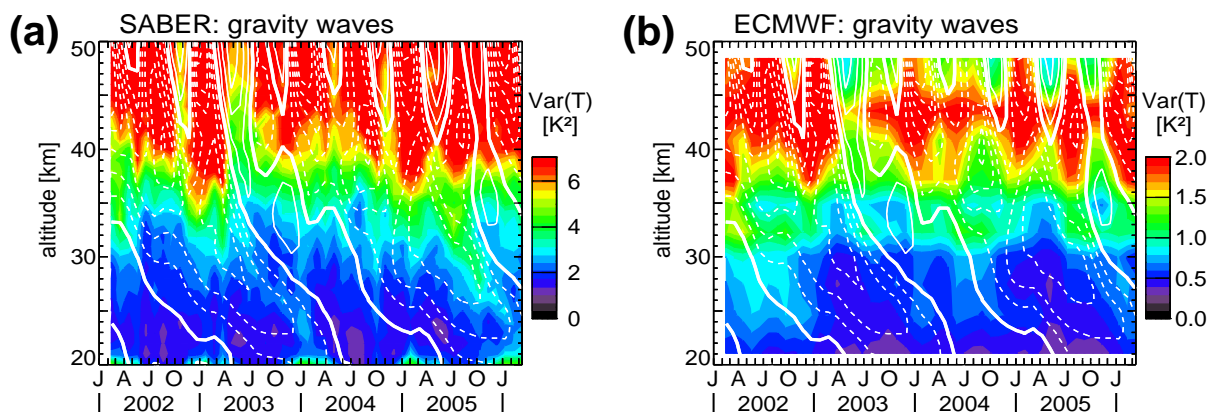 (a) SABER: gravity waves
50
40
30
20
altitude [km]
Var(T)
[K²]
6
4
2
0
J A J O J A J O J A J O J A J O J
2002 2003 2004 2005
(b) ECMWF: gravity waves
50
40
30
20
altitude [km]
Var(T)
[K²]
2.0
1.5
1.0
0.5
0.0
J A J O J A J O J A J O J A J O J
2002 2003 2004 2005